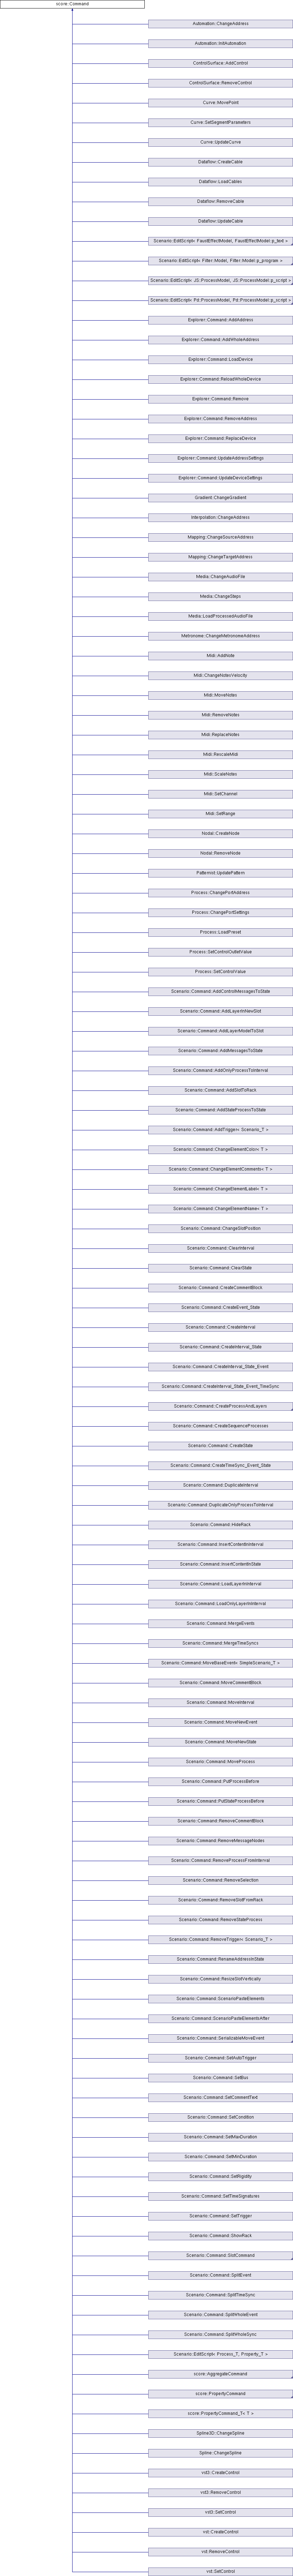 score::Command
Automation::ChangeAddress
Automation::InitAutomation
ControlSurface::AddControl
ControlSurface::RemoveControl
Curve::MovePoint
Curve::SetSegmentParameters
Curve::UpdateCurve
Dataflow::CreateCable
Dataflow::LoadCables
Dataflow::RemoveCable
Dataflow::UpdateCable
Scenario::EditScript< FaustEffectModel, FaustEffectModel::p_text >
Scenario::EditScript< Filter::Model, Filter::Model::p_program >
Scenario::EditScript< JS::ProcessModel, JS::ProcessModel::p_script >
Scenario::EditScript< Pd::ProcessModel, Pd::ProcessModel::p_script >
Explorer::Command::AddAddress
Explorer::Command::AddWholeAddress
Explorer::Command::LoadDevice
Explorer::Command::ReloadWholeDevice
Explorer::Command::Remove
Explorer::Command::RemoveAddress
Explorer::Command::ReplaceDevice
Explorer::Command::UpdateAddressSettings
Explorer::Command::UpdateDeviceSettings
Gradient::ChangeGradient
Interpolation::ChangeAddress
Mapping::ChangeSourceAddress
Mapping::ChangeTargetAddress
Media::ChangeAudioFile
Media::ChangeSteps
Media::LoadProcessedAudioFile
Metronome::ChangeMetronomeAddress
Midi::AddNote
Midi::ChangeNotesVelocity
Midi::MoveNotes
Midi::RemoveNotes
Midi::ReplaceNotes
Midi::RescaleMidi
Midi::ScaleNotes
Midi::SetChannel
Midi::SetRange
Nodal::CreateNode
Nodal::RemoveNode
Patternist::UpdatePattern
Process::ChangePortAddress
Process::ChangePortSettings
Process::LoadPreset
Process::SetControlOutletValue
Process::SetControlValue
Scenario::Command::AddControlMessagesToState
Scenario::Command::AddLayerInNewSlot
Scenario::Command::AddLayerModelToSlot
Scenario::Command::AddMessagesToState
Scenario::Command::AddOnlyProcessToInterval
Scenario::Command::AddSlotToRack
Scenario::Command::AddStateProcessToState
Scenario::Command::AddTrigger< Scenario_T >
Scenario::Command::ChangeElementColor< T >
Scenario::Command::ChangeElementComments< T >
Scenario::Command::ChangeElementLabel< T >
Scenario::Command::ChangeElementName< T >
Scenario::Command::ChangeSlotPosition
Scenario::Command::ClearInterval
Scenario::Command::ClearState
Scenario::Command::CreateCommentBlock
Scenario::Command::CreateEvent_State
Scenario::Command::CreateInterval
Scenario::Command::CreateInterval_State
Scenario::Command::CreateInterval_State_Event
Scenario::Command::CreateInterval_State_Event_TimeSync
Scenario::Command::CreateProcessAndLayers
Scenario::Command::CreateSequenceProcesses
Scenario::Command::CreateState
Scenario::Command::CreateTimeSync_Event_State
Scenario::Command::DuplicateInterval
Scenario::Command::DuplicateOnlyProcessToInterval
Scenario::Command::HideRack
Scenario::Command::InsertContentInInterval
Scenario::Command::InsertContentInState
Scenario::Command::LoadLayerInInterval
Scenario::Command::LoadOnlyLayerInInterval
Scenario::Command::MergeEvents
Scenario::Command::MergeTimeSyncs
Scenario::Command::MoveBaseEvent< SimpleScenario_T >
Scenario::Command::MoveCommentBlock
Scenario::Command::MoveInterval
Scenario::Command::MoveNewEvent
Scenario::Command::MoveNewState
Scenario::Command::MoveProcess
Scenario::Command::PutProcessBefore
Scenario::Command::PutStateProcessBefore
Scenario::Command::RemoveCommentBlock
Scenario::Command::RemoveMessageNodes
Scenario::Command::RemoveProcessFromInterval
Scenario::Command::RemoveSelection
Scenario::Command::RemoveSlotFromRack
Scenario::Command::RemoveStateProcess
Scenario::Command::RemoveTrigger< Scenario_T >
Scenario::Command::RenameAddressInState
Scenario::Command::ResizeSlotVertically
Scenario::Command::ScenarioPasteElements
Scenario::Command::ScenarioPasteElementsAfter
Scenario::Command::SerializableMoveEvent
Scenario::Command::SetAutoTrigger
Scenario::Command::SetBus
Scenario::Command::SetCommentText
Scenario::Command::SetCondition
Scenario::Command::SetMaxDuration
Scenario::Command::SetMinDuration
Scenario::Command::SetRigidity
Scenario::Command::SetTimeSignatures
Scenario::Command::SetTrigger
Scenario::Command::ShowRack
Scenario::Command::SlotCommand
Scenario::Command::SplitEvent
Scenario::Command::SplitTimeSync
Scenario::Command::SplitWholeEvent
Scenario::Command::SplitWholeSync
Scenario::EditScript< Process_T, Property_T >
score::AggregateCommand
score::PropertyCommand
score::PropertyCommand_T< T >
Spline3D::ChangeSpline
Spline::ChangeSpline
vst3::CreateControl
vst3::RemoveControl
vst3::SetControl
vst::CreateControl
vst::RemoveControl
vst::SetControl